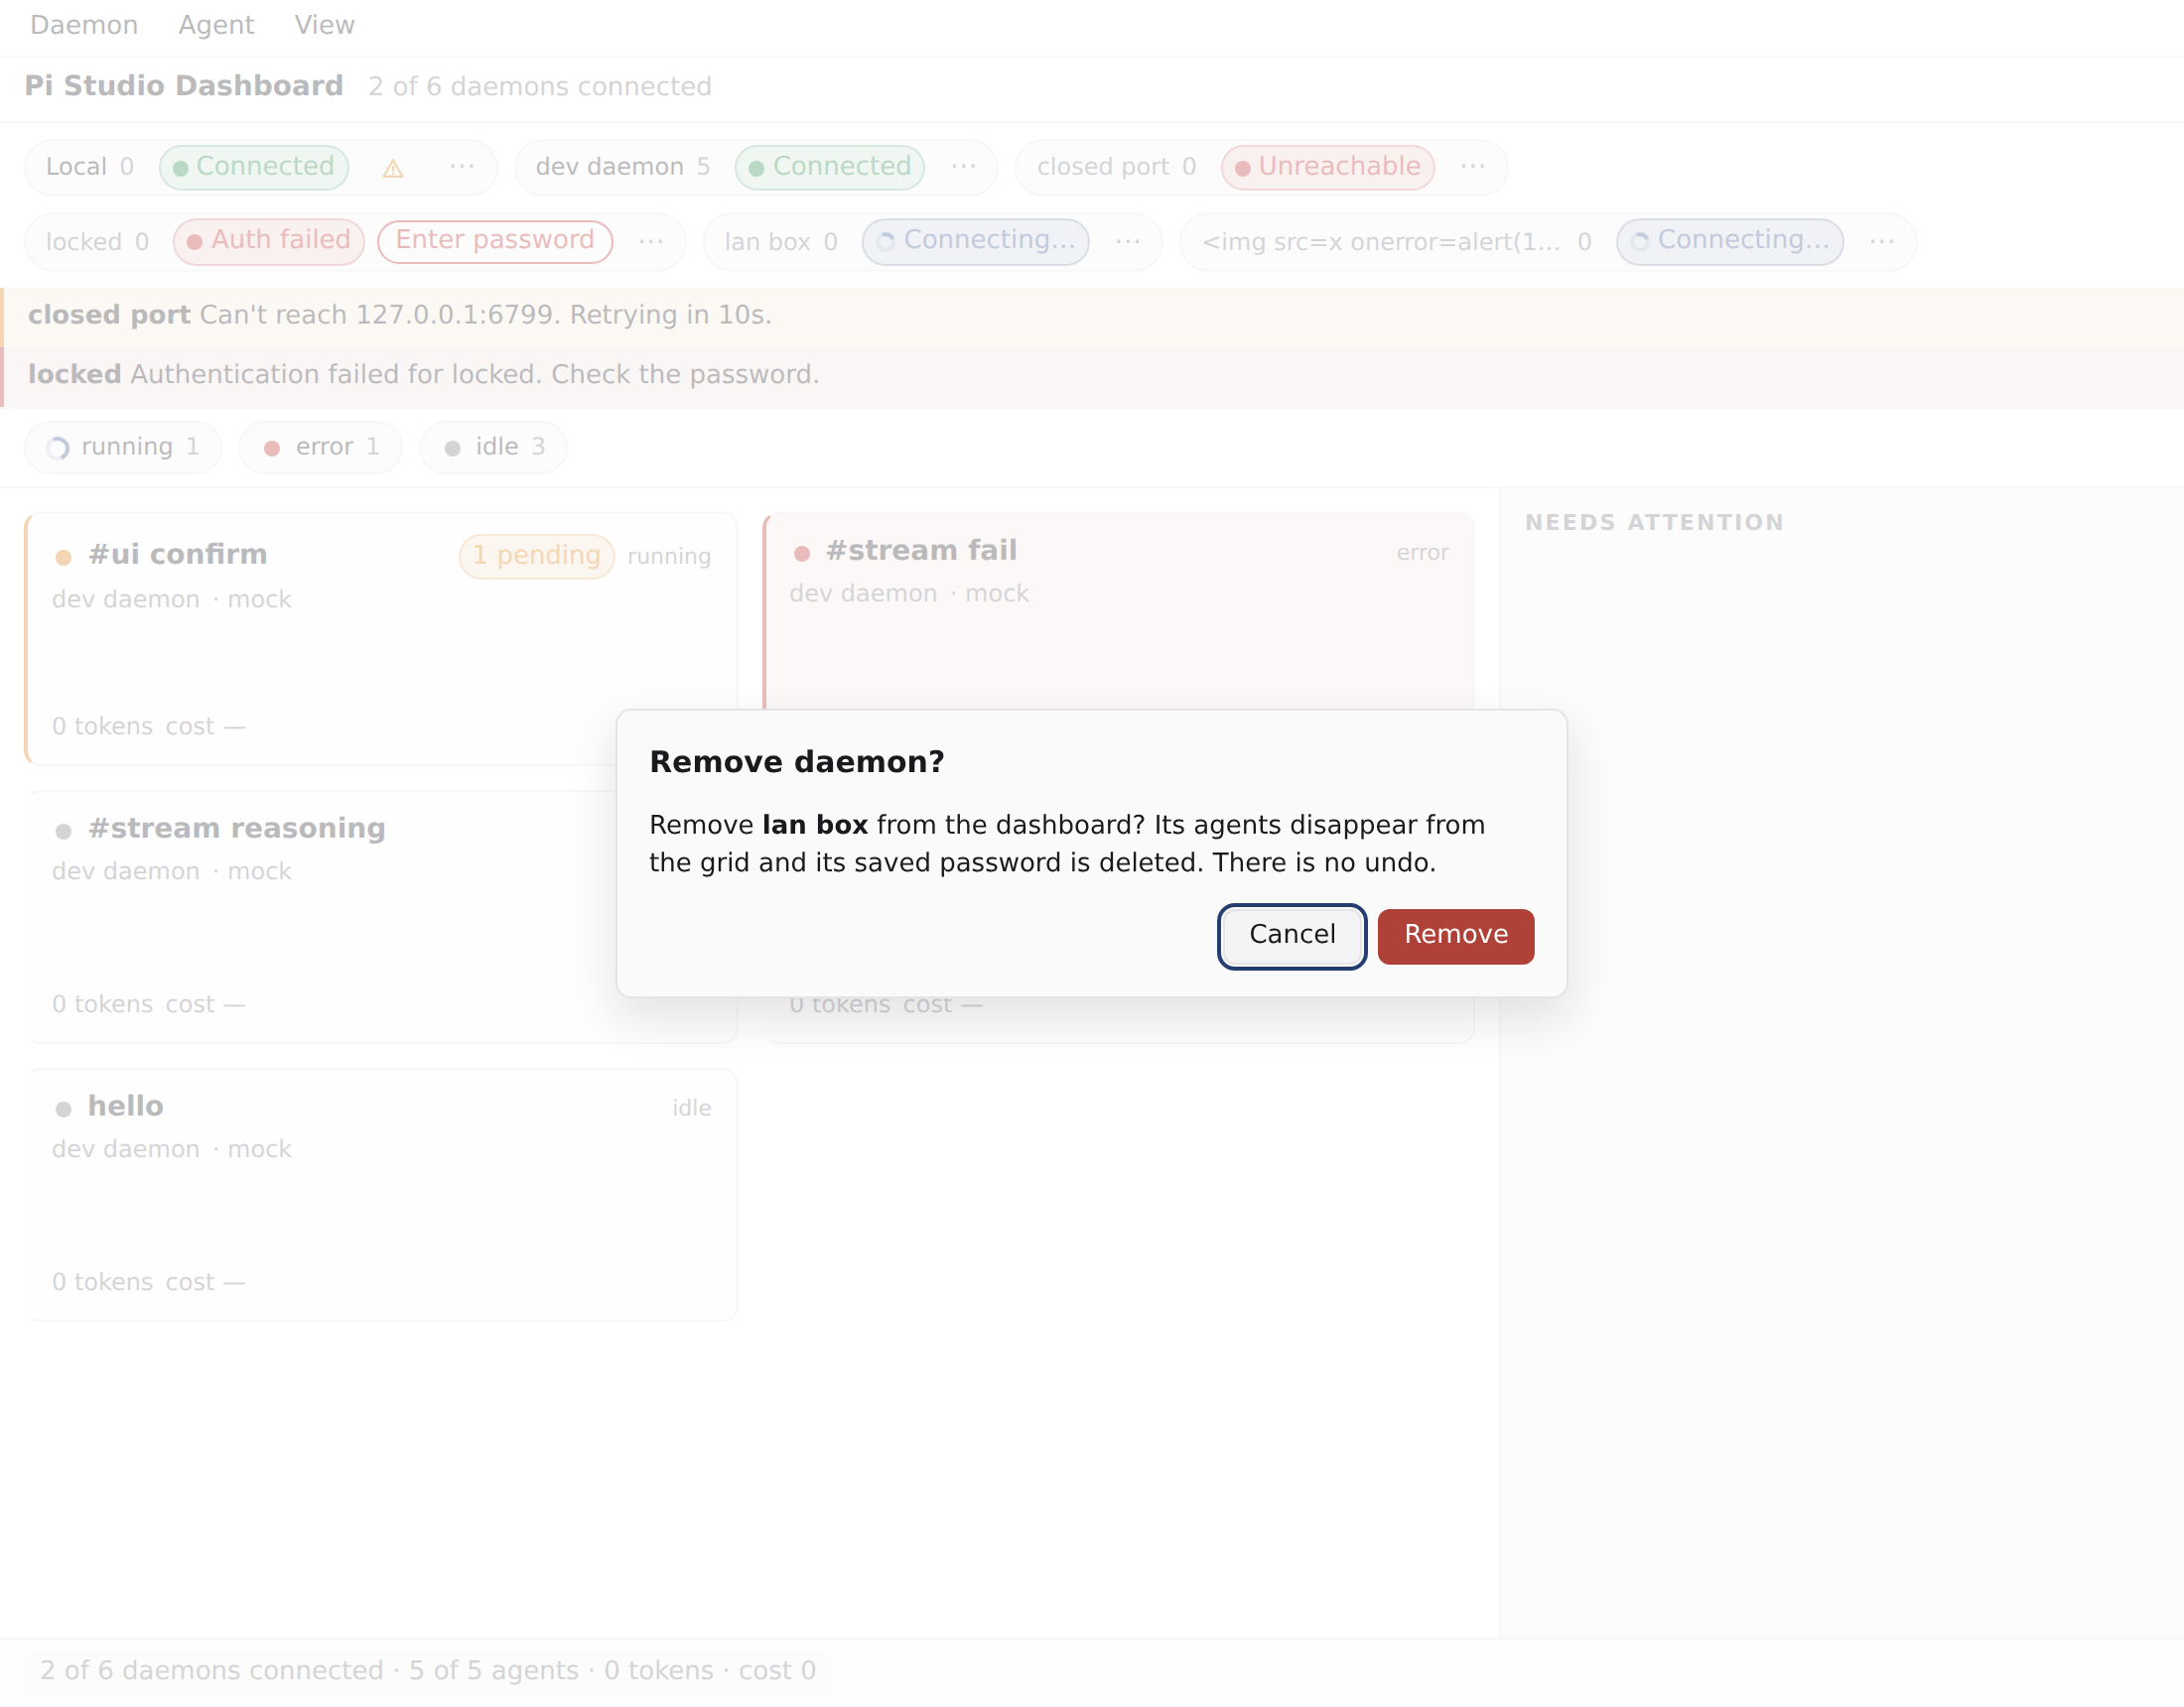 Daemon Agent View
Pi Studio Dashboard 2 of 6 daemons connected
Local 0 Connected ⚠ ··· dev daemon 5 Connected ··· closed port 0 Unreachable ···
locked 0 Auth failed Enter password ··· lan box 0 Connecting… ··· <img src=x onerror=alert(1… 0 Connecting… ···
closed port Can't reach 127.0.0.1:6799. Retrying in 10s.
locked Authentication failed for locked. Check the password.
running 1 error 1 idle 3
#ui confirm 1 pending running
dev daemon · mock
0 tokens cost —
#stream fail error
dev daemon · mock
NEEDS ATTENTION
Remove daemon?
Remove lan box from the dashboard? Its agents disappear from
the grid and its saved password is deleted. There is no undo.
Cancel Remove
#stream reasoning
dev daemon · mock
0 tokens cost —
0 tokens cost —
hello idle
dev daemon · mock
0 tokens cost —
2 of 6 daemons connected · 5 of 5 agents · 0 tokens · cost 0